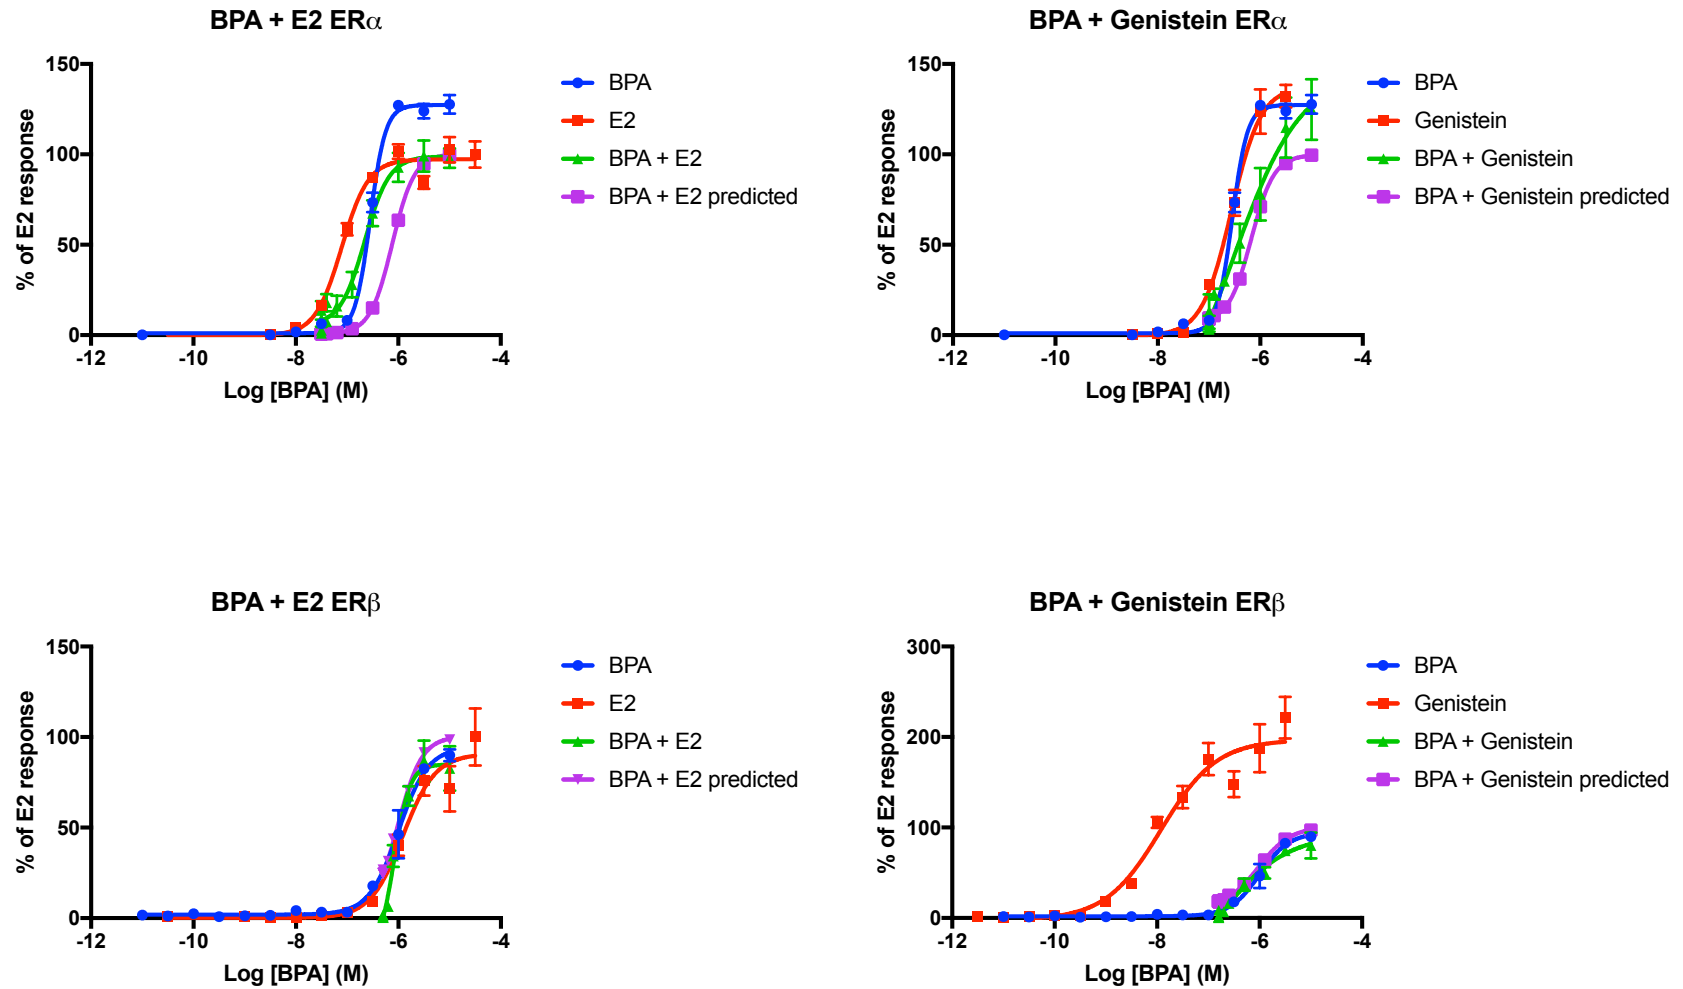 BPA + E2 ERα
150
100
50
0
-12 -10 -8 -6 -4
% of E2 response
Log [BPA] (M)
BPA
E2
BPA + E2
BPA + E2 predicted
BPA + Genistein ERα
150
100
50
0
-12 -10 -8 -6 -4
% of E2 response
Log [BPA] (M)
BPA
Genistein
BPA + Genistein
BPA + Genistein predicted
BPA + E2 ERβ
150
100
50
0
-12 -10 -8 -6 -4
% of E2 response
Log [BPA] (M)
BPA
E2
BPA + E2
BPA + E2 predicted
BPA + Genistein ERβ
300
200
100
0
-12 -10 -8 -6 -4
% of E2 response
Log [BPA] (M)
BPA
Genistein
BPA + Genistein
BPA + Genistein predicted